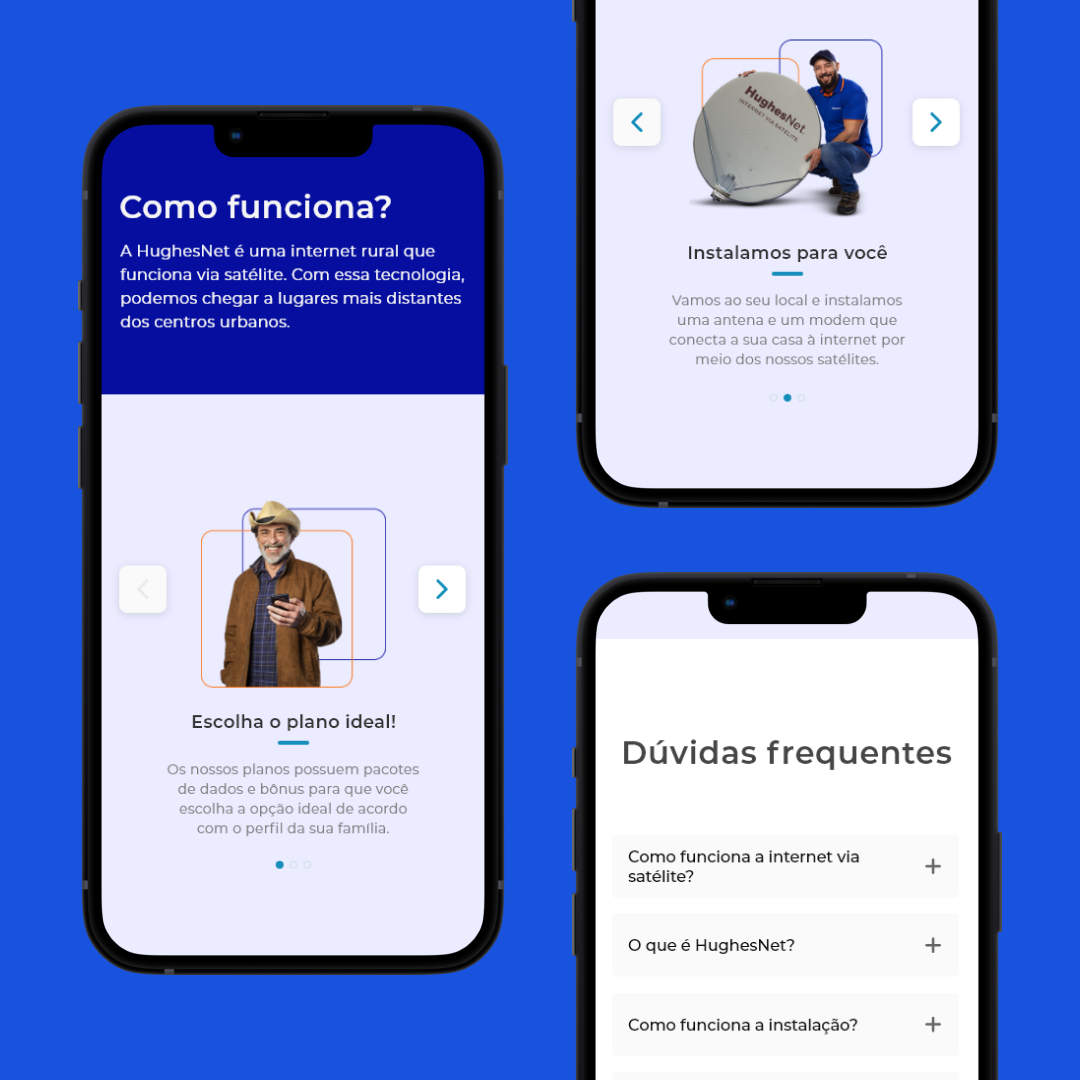 Como funciona?
A HughesNet é uma internet rural que
funciona via satélite. Com essa tecnologia,
podemos chegar a lugares mais distantes
dos centros urbanos.
Escolha o plano ideal!
Os nossos planos possuem pacotes
de dados e bônus para que você
escolha a opção ideal de acordo
com o perfil da sua família.
HughesNet.
INTERNET VIA SATÉLITE
Instalamos para você
Vamos ao seu local e instalamos
uma antena e um modem que
conecta a sua casa à internet por
meio dos nossos satélites.
Dúvidas frequentes
Como funciona a internet via
satélite?
O que é HughesNet?
Como funciona a instalação?